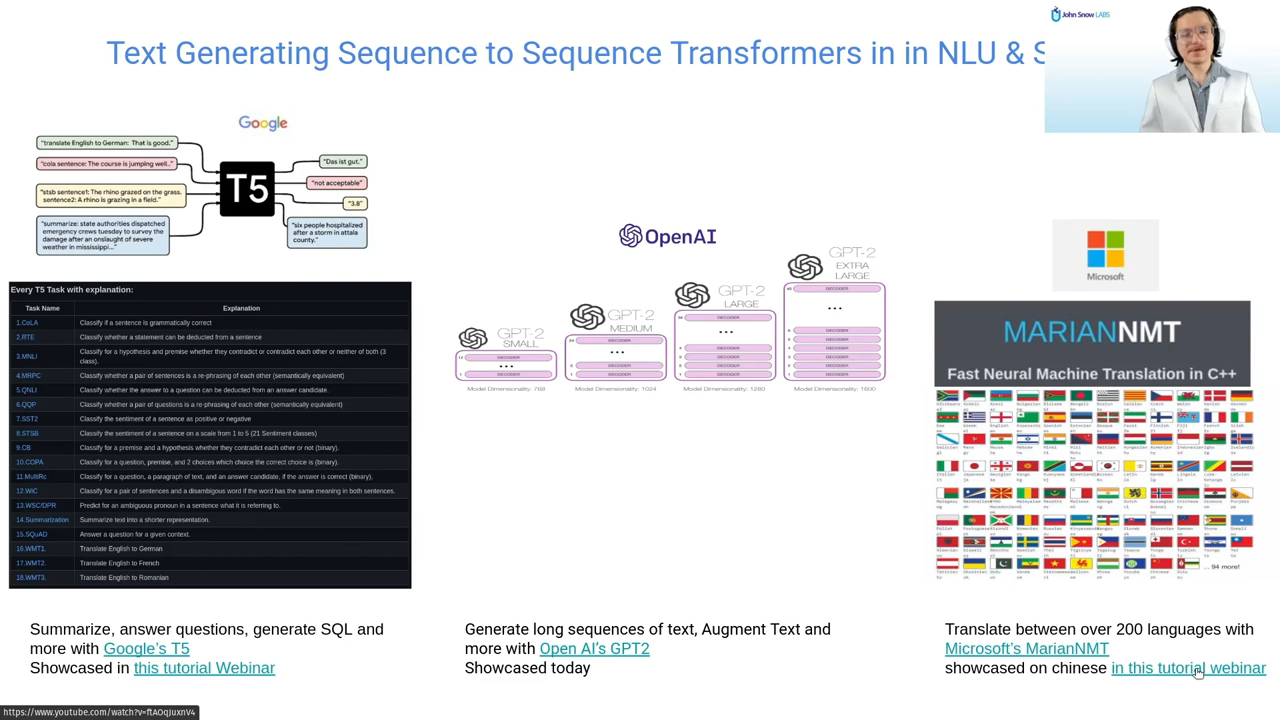 John Snow LABS
Text Generating Sequence to Sequence Transformers in in NLU & S
Google
"translate English to German: That is good."
"cola sentence: The course is jumping well."
"stsb sentence1: The rhino grazed on the grass.
sentence2: A rhino is grazing in a field."
"summarize: state authorities dispatched
emergency crews tuesday to survey the
damage after an onslaught of severe
weather in mississippi..."
T5
"Das ist gut."
"not acceptable"
"3.8"
"six people hospitalized
after a storm in attala
county."
Every T5 Task with explanation:
Task Name Explanation
1.CoLA Classify if a sentence is grammatically correct
2.RTE Classify whether a statement can be deducted from a sentence
3.MNLI Classify for a hypothesis and premise whether they contradict or contradict each other or neither of both (3
class).
4.MRPC Classify whether a pair of sentences is a re-phrasing of each other (semantically equivalent)
5.QNLI Classify whether the answer to a question can be deducted from an answer candidate.
6.QQP Classify whether a pair of questions is a re-phrasing of each other (semantically equivalent)
7.SST2 Classify the sentiment of a sentence as positive or negative
8.STSB Classify the sentiment of a sentence on a scale from 1 to 5 (21 Sentiment classes)
9.CB Classify for a premise and a hypothesis whether they contradict each other or not (binary).
10.COPA Classify for a question, premise, and 2 choices which choice the correct choice is (binary).
11.MultiRc Classify for a question, a paragraph of text, and an answer candidate, if the answer is correct (binary),
12.WiC Classify for a pair of sentences and a disambigous word if the word has the same meaning in both sentences.
13.WSC/DPR Predict for an ambiguous pronoun in a sentence what it is referring to.
14.Summarization Summarize text into a shorter representation.
15.SQuAD Answer a question for a given context.
16.WMT1. Translate English to German
17.WMT2. Translate English to French
18.WMT3. Translate English to Romanian
Summarize, answer questions, generate SQL and
more with Google's T5
Showcased in this tutorial Webinar
OpenAI
GPT-2
SMALL
DECODER
...
DECODER
Model Dimensionality: 768
GPT-2
MEDIUM
DECODER
...
DECODER
DECODER
Model Dimensionality: 1024
GPT-2
LARGE
DECODER
...
DECODER
DECODER
DECODER
DECODER
Model Dimensionality: 1280
GPT-2
EXTRA
LARGE
DECODER
...
DECODER
DECODER
DECODER
DECODER
DECODER
DECODER
Model Dimensionality: 1600
Generate long sequences of text, Augment Text and
more with Open AI's GPT2
Showcased today
Microsoft
MARIANNMT
Fast Neural Machine Translation in C++
... 94 more!
Translate between over 200 languages with
Microsoft's MarianNMT
showcased on chinese in this tutorial webinar
https://www.youtube.com/watch?v=ftAOqJuxnV4